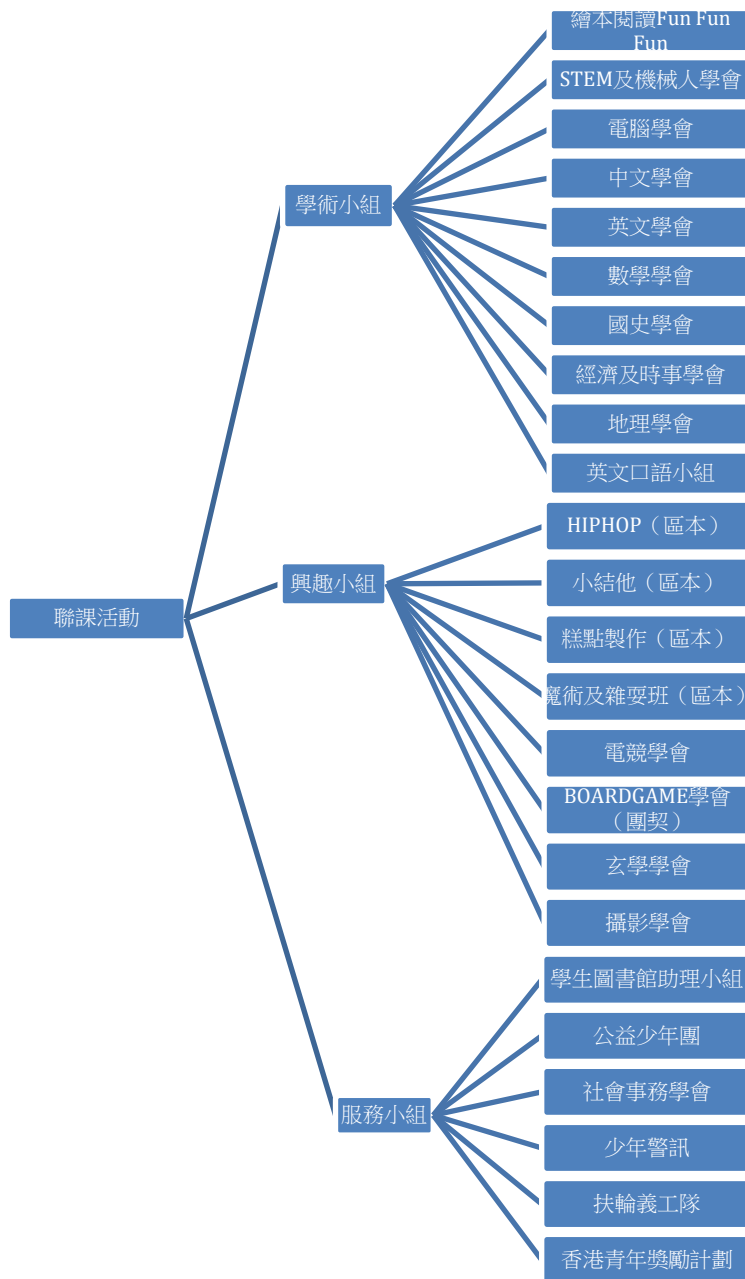 聯課活動
學術小組
繪本閱讀Fun Fun
Fun
STEM及機械人學會
電腦學會
中文學會
英文學會
數學學會
國史學會
經濟及時事學會
地理學會
英文口語小組
興趣小組
HIPHOP（區本）
小結他（區本）
糕點製作（區本）
魔術及雜耍班（區本）
電競學會
BOARDGAME學會
（團契）
玄學學會
攝影學會
服務小組
學生圖書館助理小組
公益少年團
社會事務學會
少年警訊
扶輪義工隊
香港青年獎勵計劃